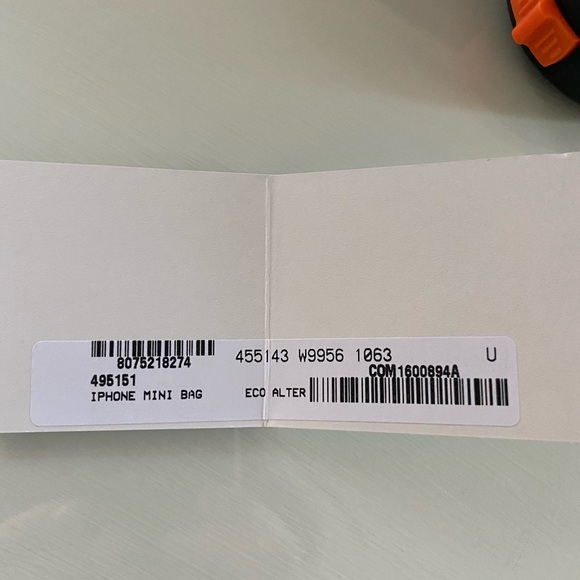 8075218274 455143 W9956 1063 U
495151 COM1600894A
IPHONE MINI BAG ECO ALTER